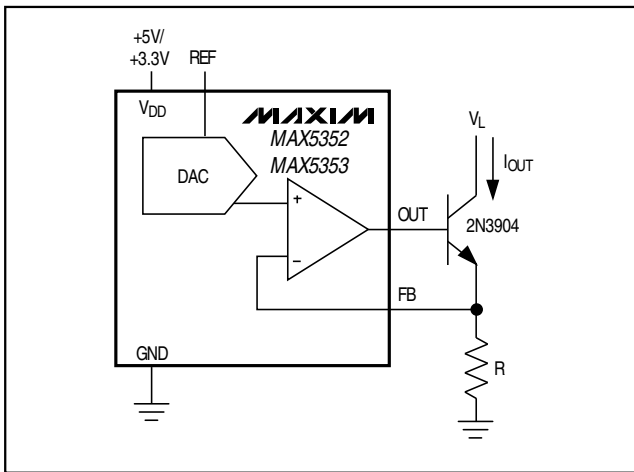 +5V/
+3.3V
REF
VDD
MAXIM
MAX5352
MAX5353
DAC
+
−
OUT
FB
GND
VL
IOUT
2N3904
R